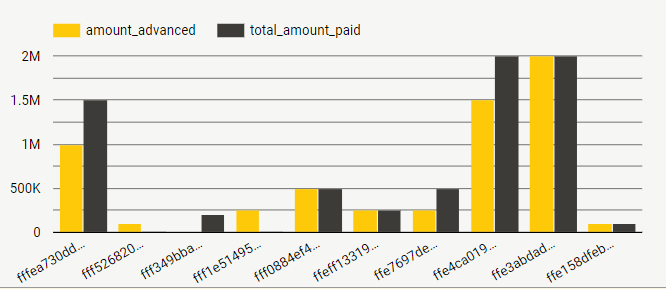 amount_advanced total_amount_paid
2M
1.5M
1M
500K
0
fffea730dd... fff526820... fff349bba... fff1e51495... fff0884ef4... ffeff13319... ffe7697de... ffe4ca019... ffe3abdad... ffe158dfeb...